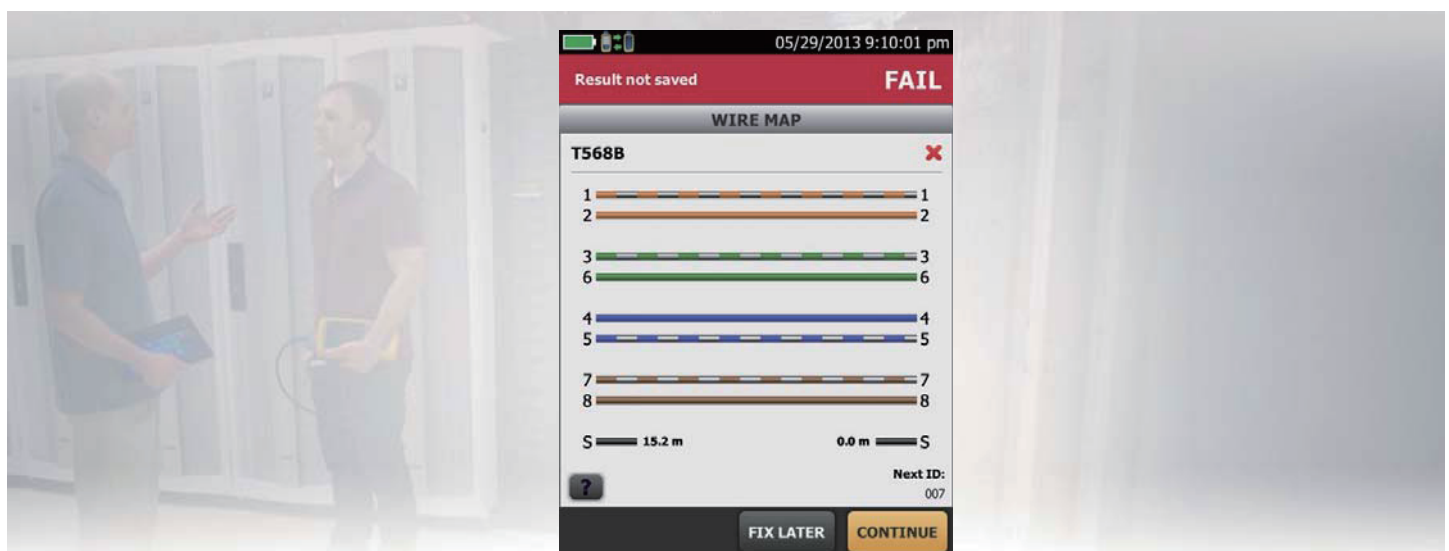 05/29/2013 9:10:01 pm
Result not saved FAIL
WIRE MAP
T568B
1 1
2 2
3 3
6 6
4 4
5 5
7 7
8 8
S 15.2 m 0.0 m S
Next ID:
? 007
FIX LATER CONTINUE